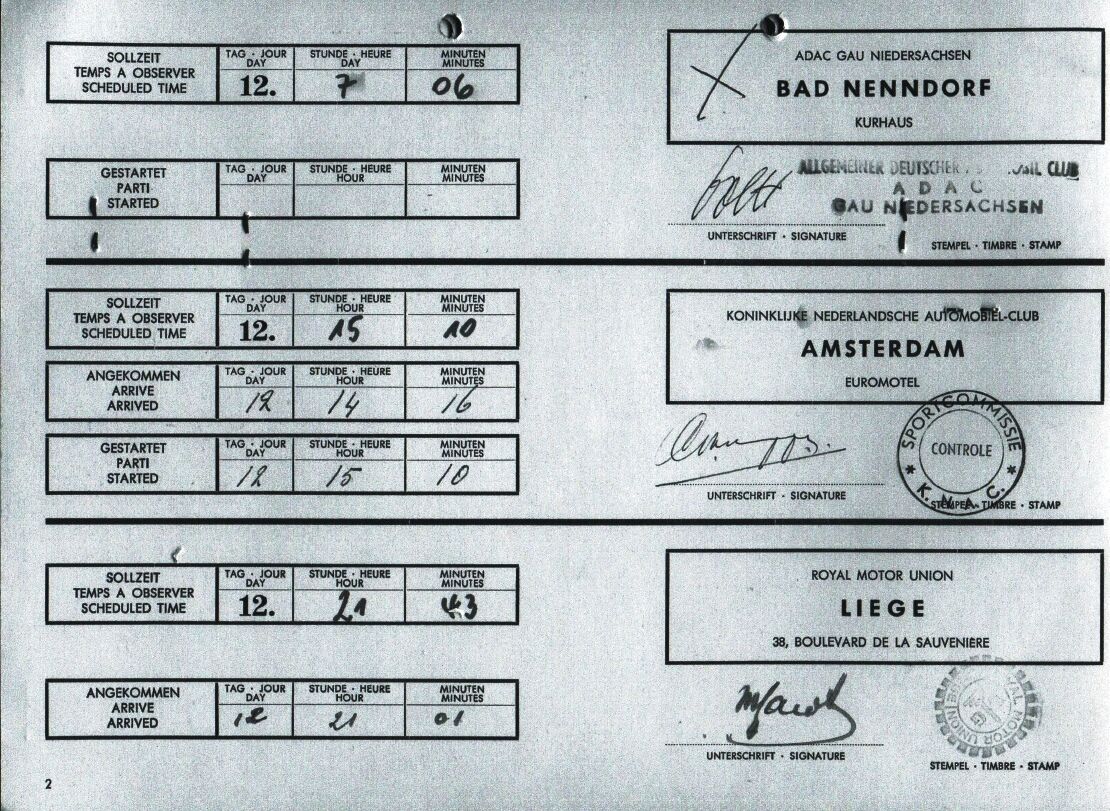 SOLLZEIT
TEMPS A OBSERVER
SCHEDULED TIME
TAG · JOUR
DAY
12.
STUNDE · HEURE
DAY
7
MINUTEN
MINUTES
06
ADAC GAU NIEDERSACHSEN
BAD NENNDORF
KURHAUS
GESTARTET
PARTI
STARTED
TAG · JOUR
DAY
STUNDE · HEURE
HOUR
MINUTEN
MINUTES
ALLGEMEINER DEUTSCHER CLUB
ADAC
GAU NIEDERSACHSEN
UNTERSCHRIFT · SIGNATURE
STEMPEL · TIMBRE · STAMP
SOLLZEIT
TEMPS A OBSERVER
SCHEDULED TIME
TAG · JOUR
DAY
12.
STUNDE · HEURE
HOUR
15
MINUTEN
MINUTES
10
KONINKLIJKE NEDERLANDSCHE AUTOMOBIEL-CLUB
AMSTERDAM
EUROMOTEL
ANGEKOMMEN
ARRIVE
ARRIVED
TAG · JOUR
DAY
12
STUNDE · HEURE
HOUR
14
MINUTEN
MINUTES
16
GESTARTET
PARTI
STARTED
TAG · JOUR
DAY
12
STUNDE · HEURE
HOUR
15
MINUTEN
MINUTES
10
SPORTCOMMISSIE
CONTROLE
* K.N.A.C. *
UNTERSCHRIFT · SIGNATURE
STEMPEL · TIMBRE · STAMP
SOLLZEIT
TEMPS A OBSERVER
SCHEDULED TIME
TAG · JOUR
DAY
12.
STUNDE · HEURE
HOUR
21
MINUTEN
MINUTES
43
ROYAL MOTOR UNION
LIEGE
38, BOULEVARD DE LA SAUVENIERE
ANGEKOMMEN
ARRIVE
ARRIVED
TAG · JOUR
DAY
12
STUNDE · HEURE
HOUR
21
MINUTEN
MINUTES
01
MOTOR UNION
UNTERSCHRIFT · SIGNATURE
STEMPEL · TIMBRE · STAMP
2